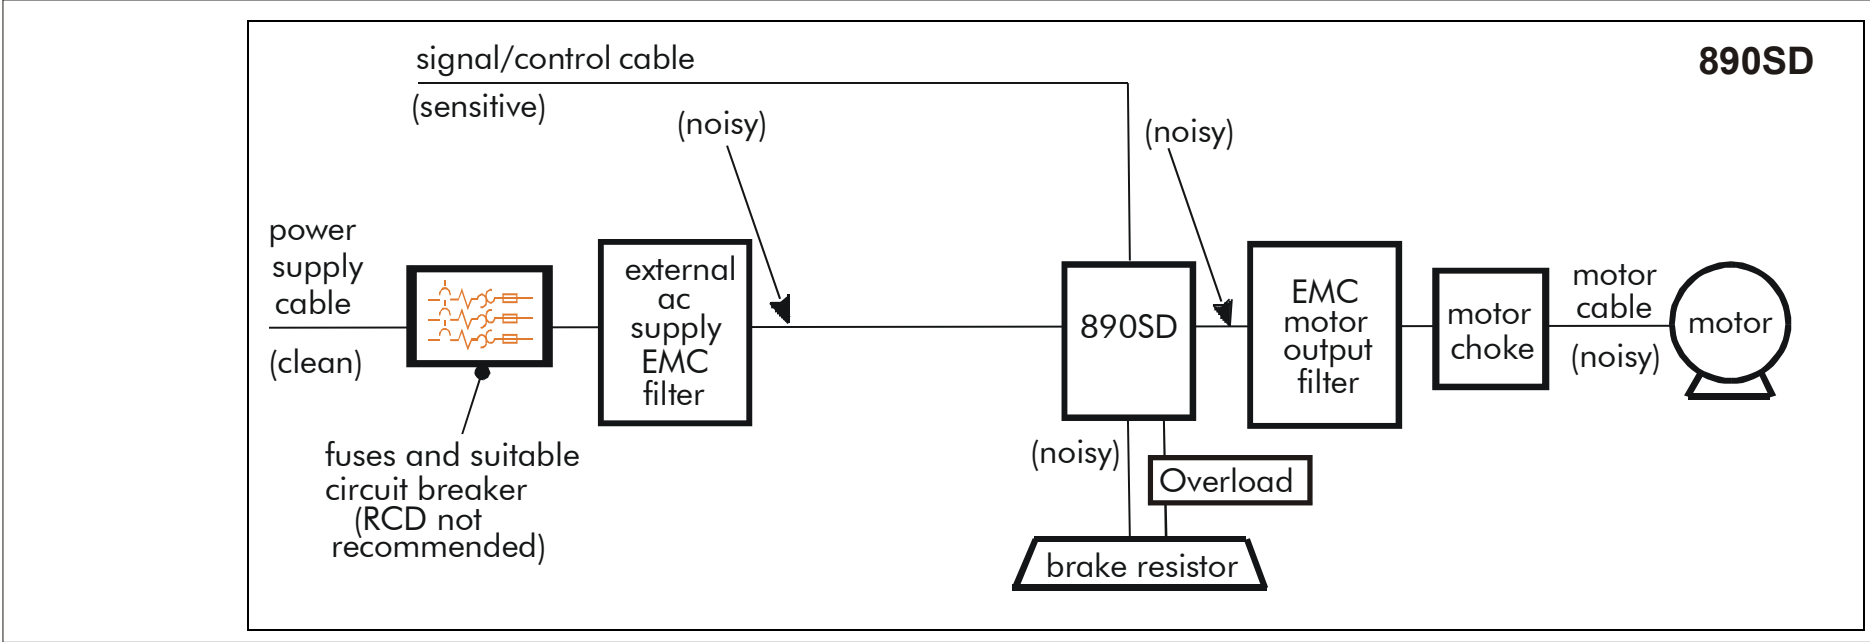 890SD
signal/control cable
(sensitive)
(noisy)
(noisy)
power
supply
cable
(clean)
fuses and suitable
circuit breaker
(RCD not
recommended)
external
ac
supply
EMC
filter
890SD
(noisy)
Overload
brake resistor
EMC
motor
output
filter
motor
choke
motor
cable
(noisy)
motor